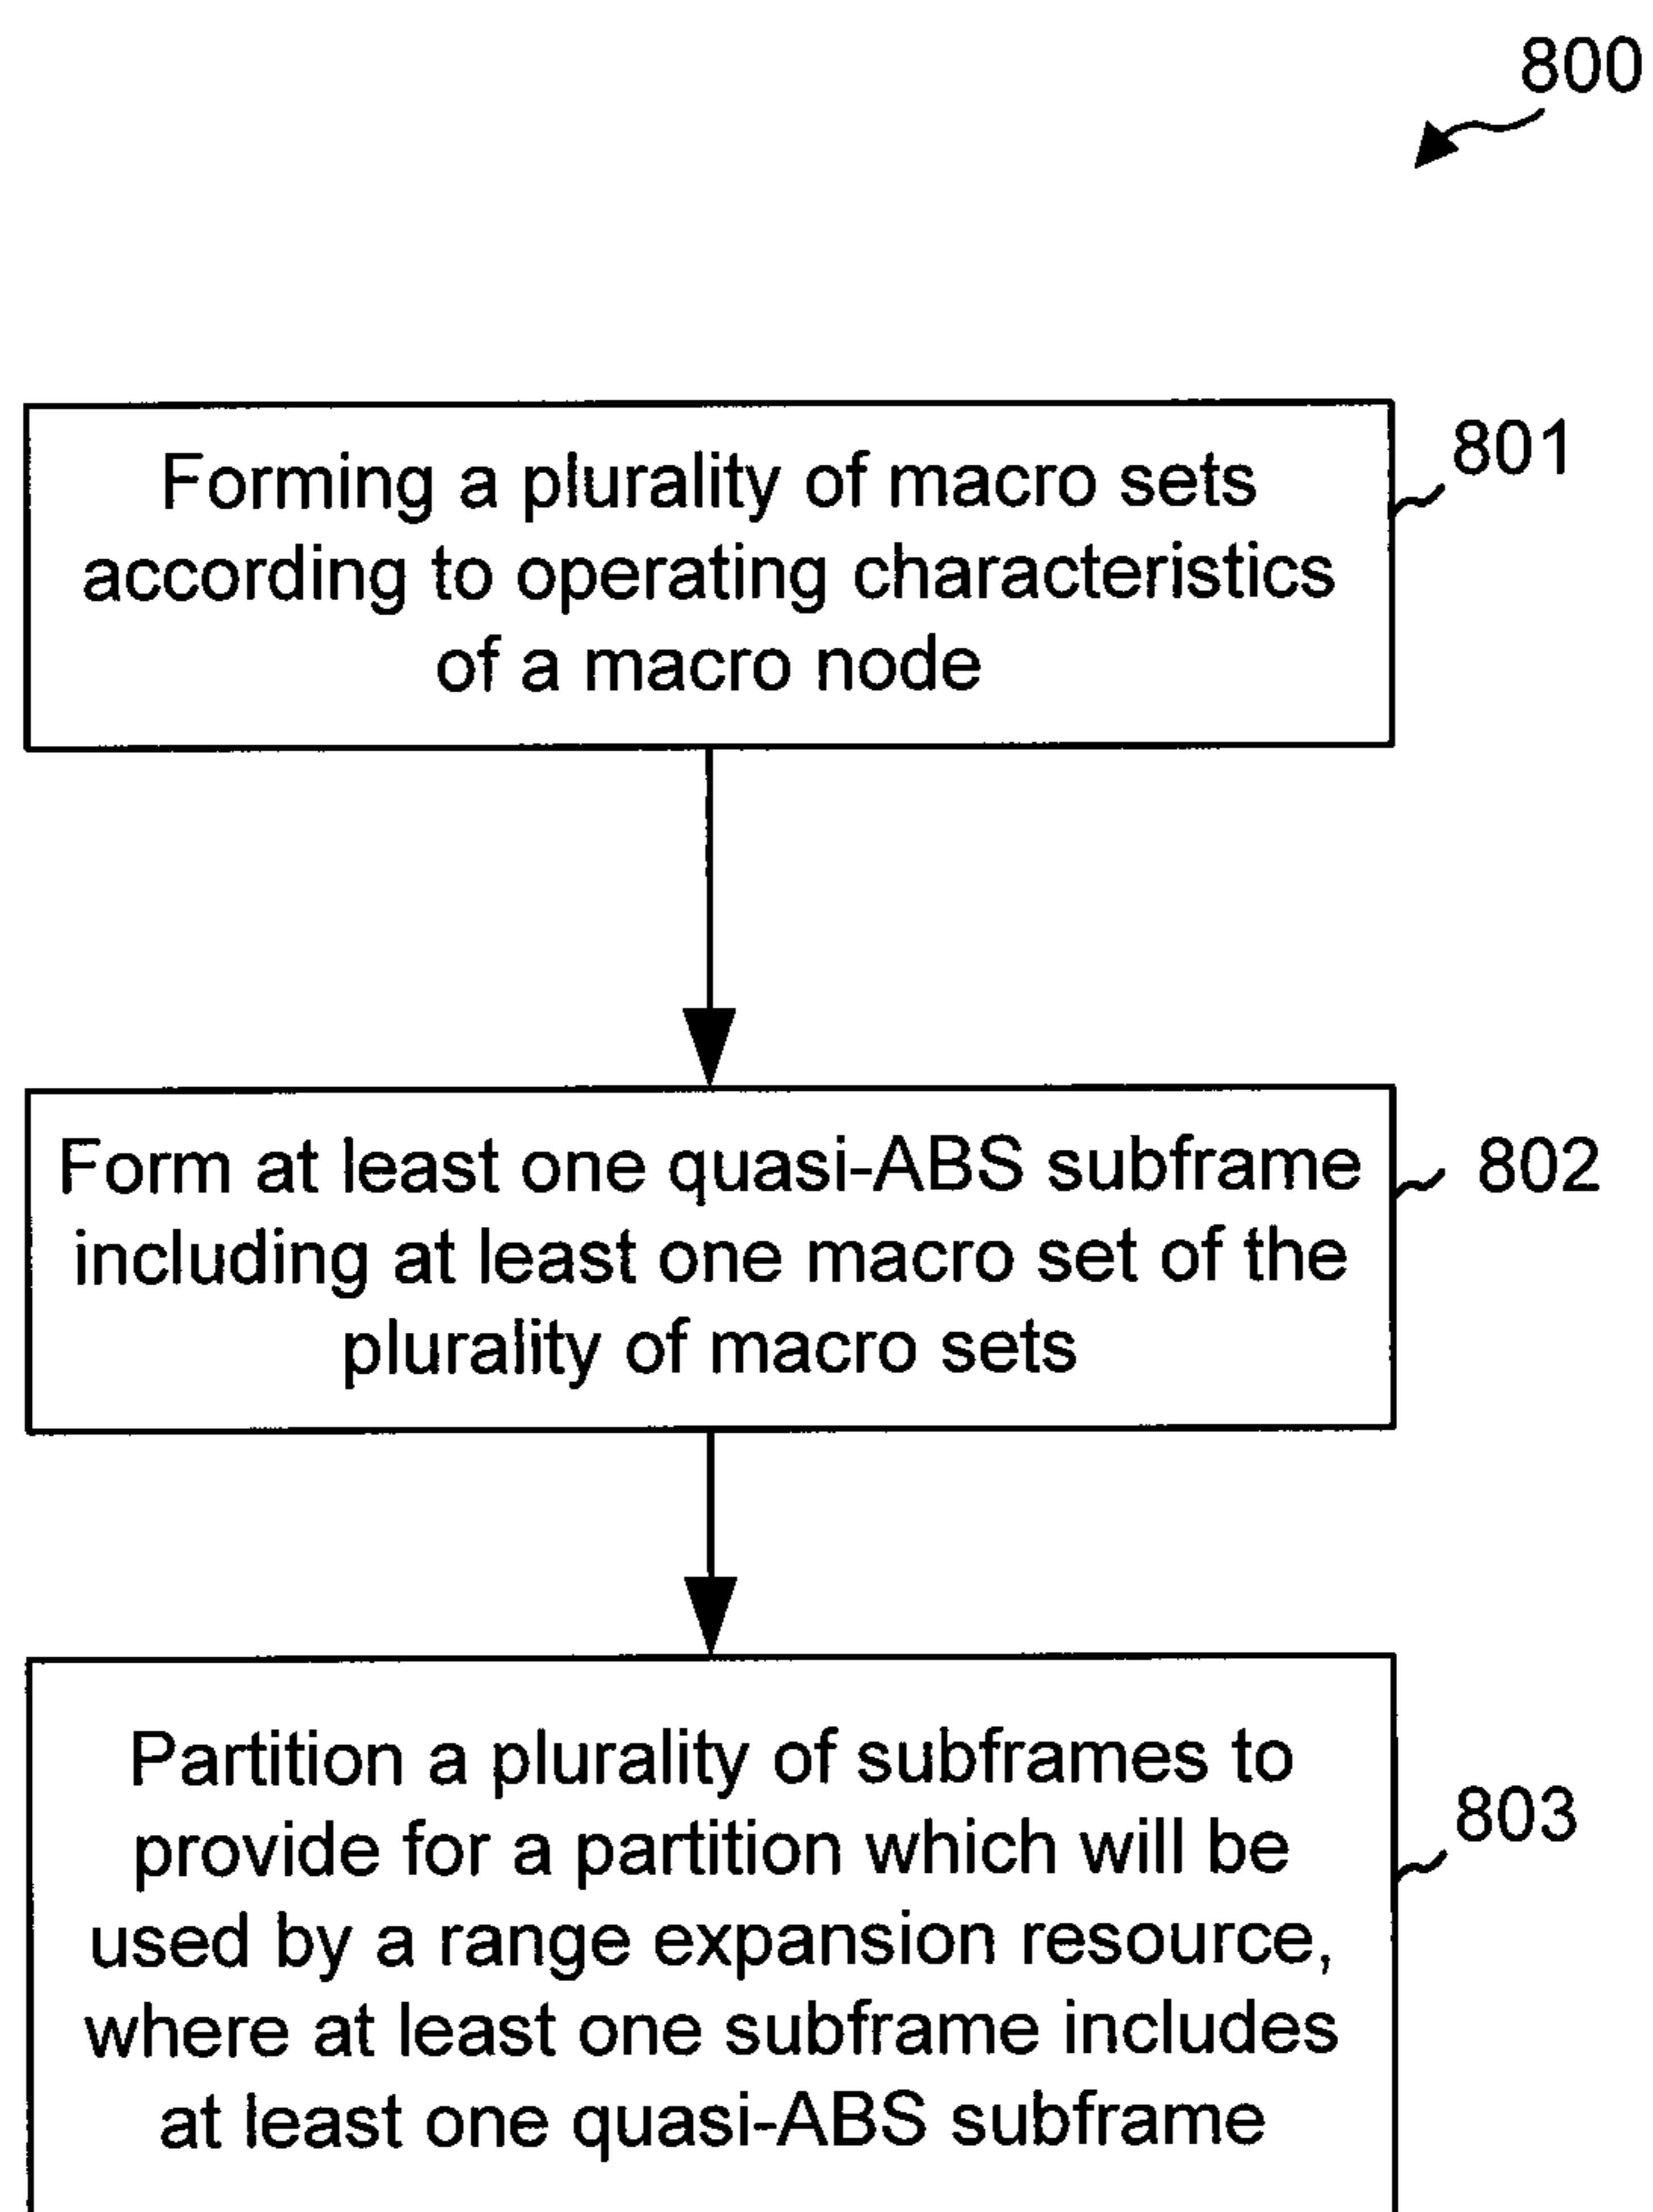 800
Forming a plurality of macro sets
according to operating characteristics
of a macro node
801
Form at least one quasi-ABS subframe
including at least one macro set of the
plurality of macro sets
802
Partition a plurality of subframes to
provide for a partition which will be
used by a range expansion resource,
where at least one subframe includes
at least one quasi-ABS subframe
803